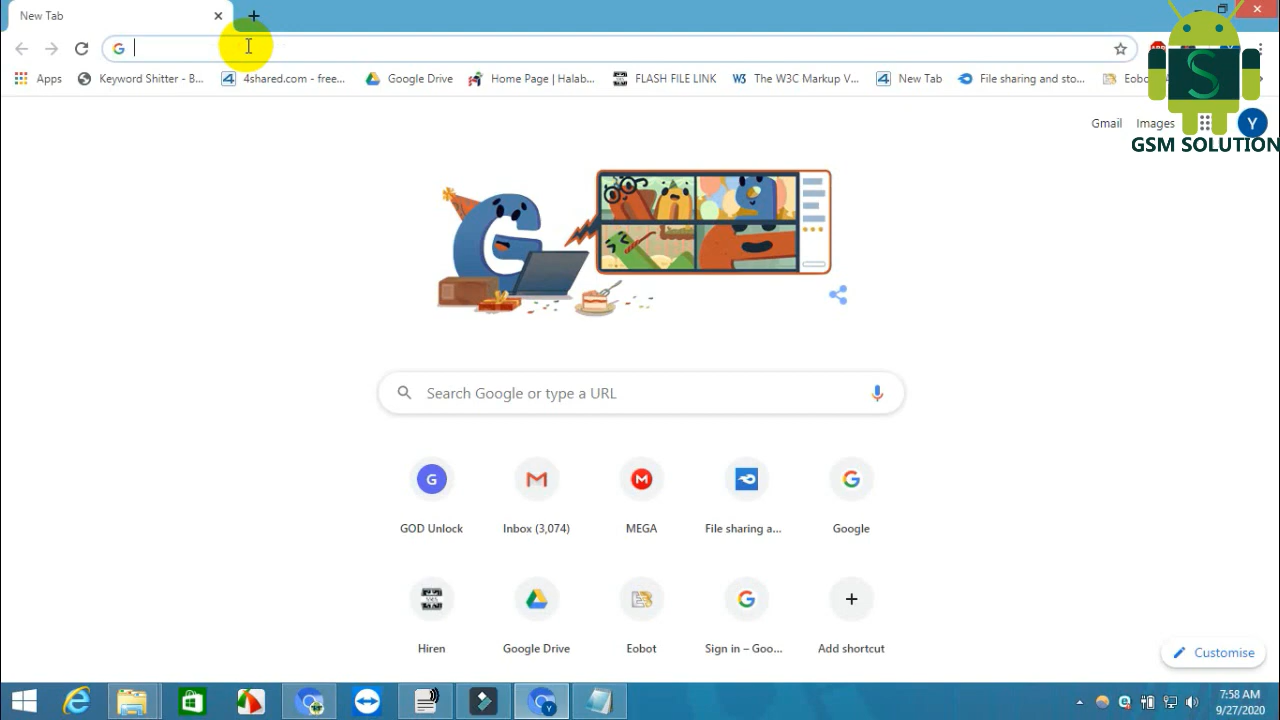 New Tab
Apps
Keyword Shitter - B...
4shared.com - free...
Google Drive
Home Page | Halab...
FLASH FILE LINK
The W3C Markup V...
New Tab
File sharing and sto...
Gmail
Images
Y
S
GSM SOLUTION
Search Google or type a URL
G
GOD Unlock
Inbox (3,074)
MEGA
File sharing a...
Google
Hiren
Google Drive
Eobot
Sign in – Goo...
Add shortcut
Customise
7:58 AM
9/27/2020